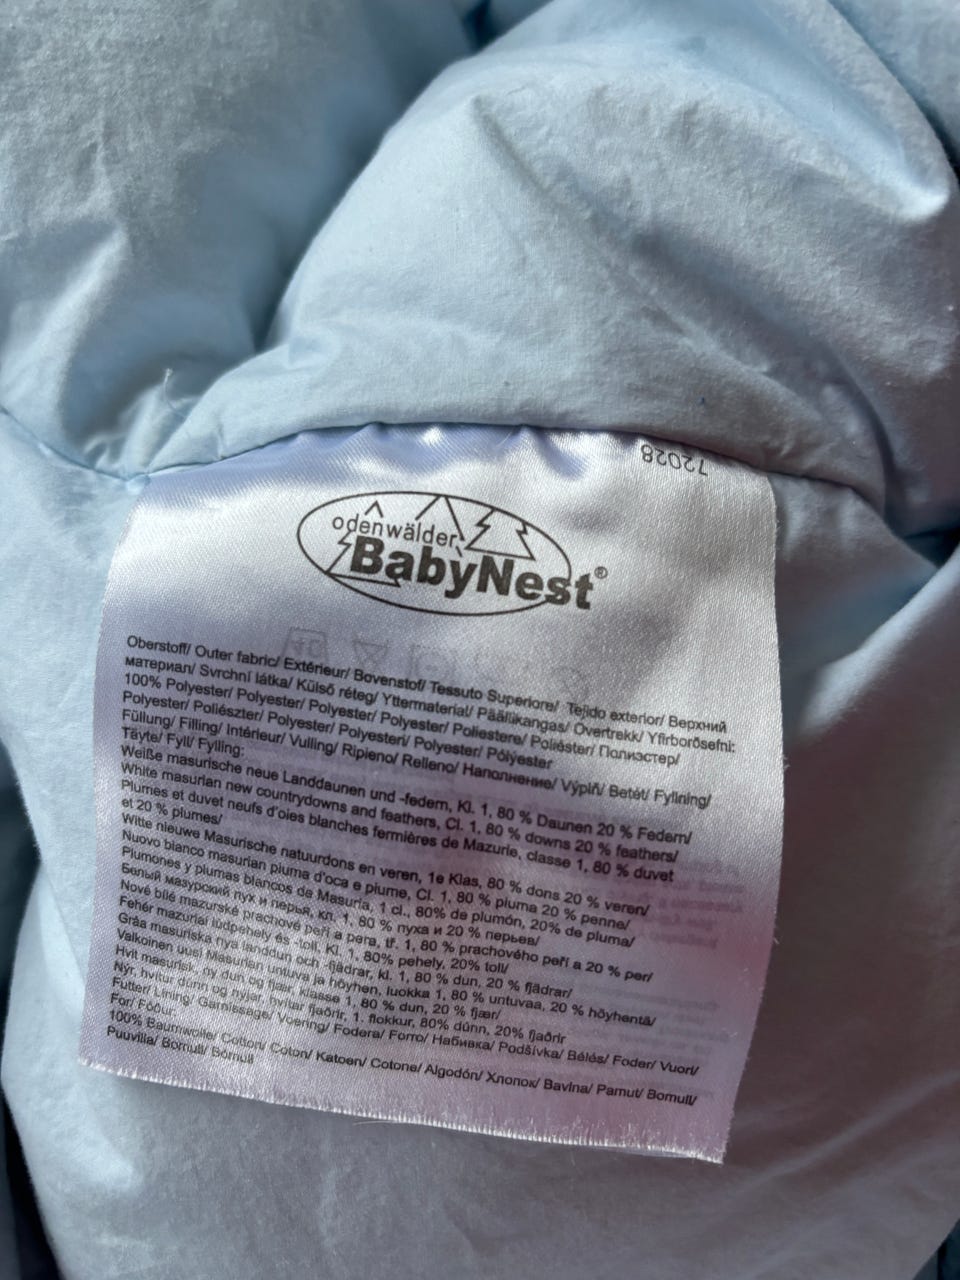 72028
odenwälder
BabyNest®
Oberstoff/ Outer fabric/ Extérieur/ Bovenstof/ Tessuto Superiore/ Tejido exterior/ Верхний
материал/ Svrchní látka/ Külső réteg/ Yttermaterial/ Päällikangas/ Overtrekk/ Yfirborðsefni:
100% Polyester/ Polyester/ Polyester/ Polyester/ Poliestere/ Poliéster/ Полиэстер/
Polyester/ Poliészter/ Polyester/ Polyesteri/ Polyester/ Pólýester
Füllung/ Filling/ Intérieur/ Vulling/ Ripieno/ Relleno/ Наполнение/ Výplň/ Betét/ Fyllning/
Täyte/ Fyll/ Fylling:
Weiße masurische neue Landdaunen und -federn, Kl. 1, 80 % Daunen 20 % Federn/
White masurian new countrydowns and feathers, Cl. 1, 80 % downs 20 % feathers/
Plumes et duvet neufs d'oies blanches fermières de Mazurie, classe 1, 80 % duvet
et 20 % plumes/
Witte nieuwe Masurische natuurdons en veren, 1e Klas, 80 % dons 20 % veren/
Nuovo bianco masurian piuma d'oca e piume, Cl. 1, 80 % piuma 20 % penne/
Plumones y plumas blancos de Masuria, 1 cl., 80% de plumón, 20% de pluma/
Белый мазурский пух и перья, кл. 1, 80 % пуха и 20 % перьев/
Nové bílé mazurské prachové peří a pera, tř. 1, 80 % prachového peří a 20 % per/
Fehér mazuriai lúdpehely és -toll, Kl. 1, 80% pehely, 20% toll/
Gråa masuriska nya landdun och -fjädrar, kl. 1, 80 % dun, 20 % fjädrar/
Valkoinen uusi Masurian untuva ja höyhen, luokka 1, 80 % untuvaa, 20 % höyhentä/
Hvit masurisk, ny dun og fjær, klasse 1, 80 % dun, 20 % fjær/
Nýr, hvítur dúnn og nýjar, hvítar fjaðrir, 1. flokkur, 80% dúnn, 20% fjaðrir
Futter/ Lining/ Garnissage/ Voering/ Fodera/ Forro/ Набивка/ Podšívka/ Bélés/ Foder/ Vuori/
For/ Fóður:
100% Baumwolle/ Cotton/ Coton/ Katoen/ Cotone/ Algodón/ Хлопок/ Bavlna/ Pamut/ Bomull/
Puuvilla/ Bomull/ Bómull